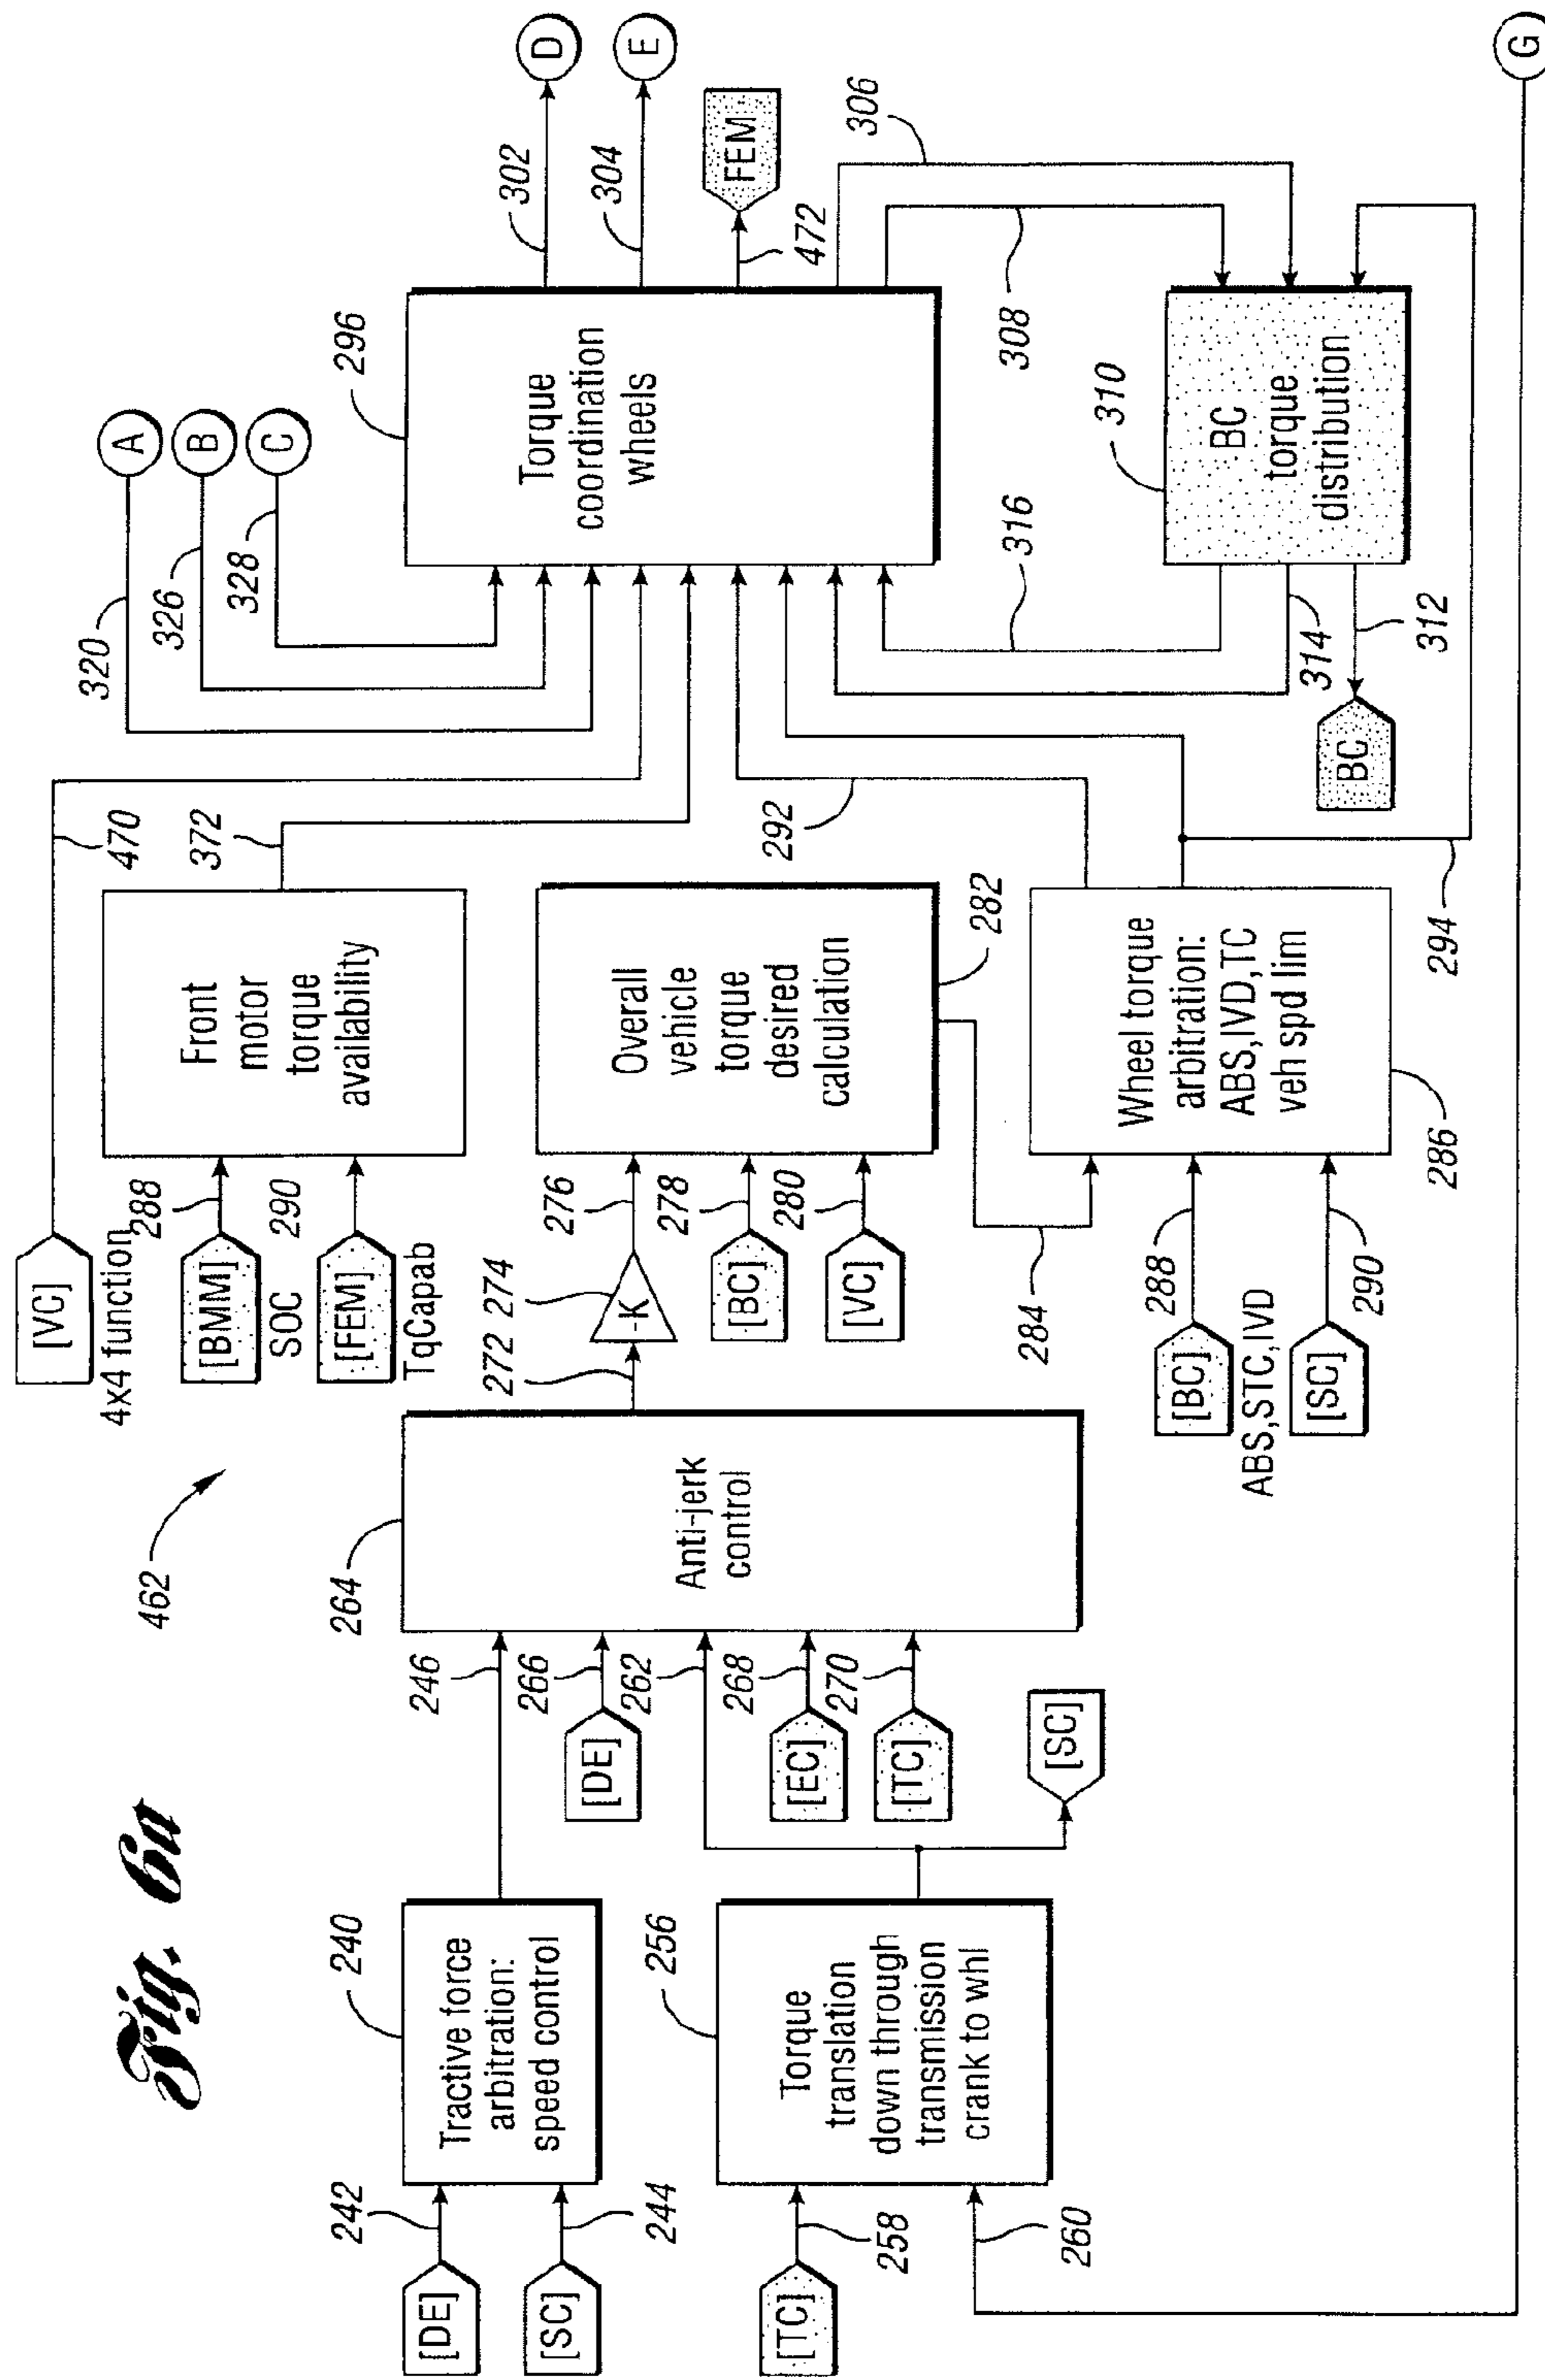 Fig. 6a
462
[DE]
242
[SC]
244
240
Tractive force
arbitration:
speed control
246
[TC]
258
260
256
Torque
translation
down through
transmission
crank to whl
[DE]
266
262
[EC]
268
[TC]
270
[SC]
264
Anti-jerk
control
272
-K
274
276
[BC]
278
[VC]
280
Overall
vehicle
torque
desired
calculation
282
284
[VC]
4x4 function
470
[BMM]
288
SOC
[FEM]
290
TqCapab
Front
motor
torque
availability
372
[BC]
288
ABS,STC,IVD
[SC]
290
Wheel torque
arbitration:
ABS,IVD,TC
veh spd lim
286
292
294
320
A
326
B
328
C
296
Torque
coordination
wheels
302
D
304
E
472
FEM
306
308
310
BC
torque
distribution
316
314
312
BC
G